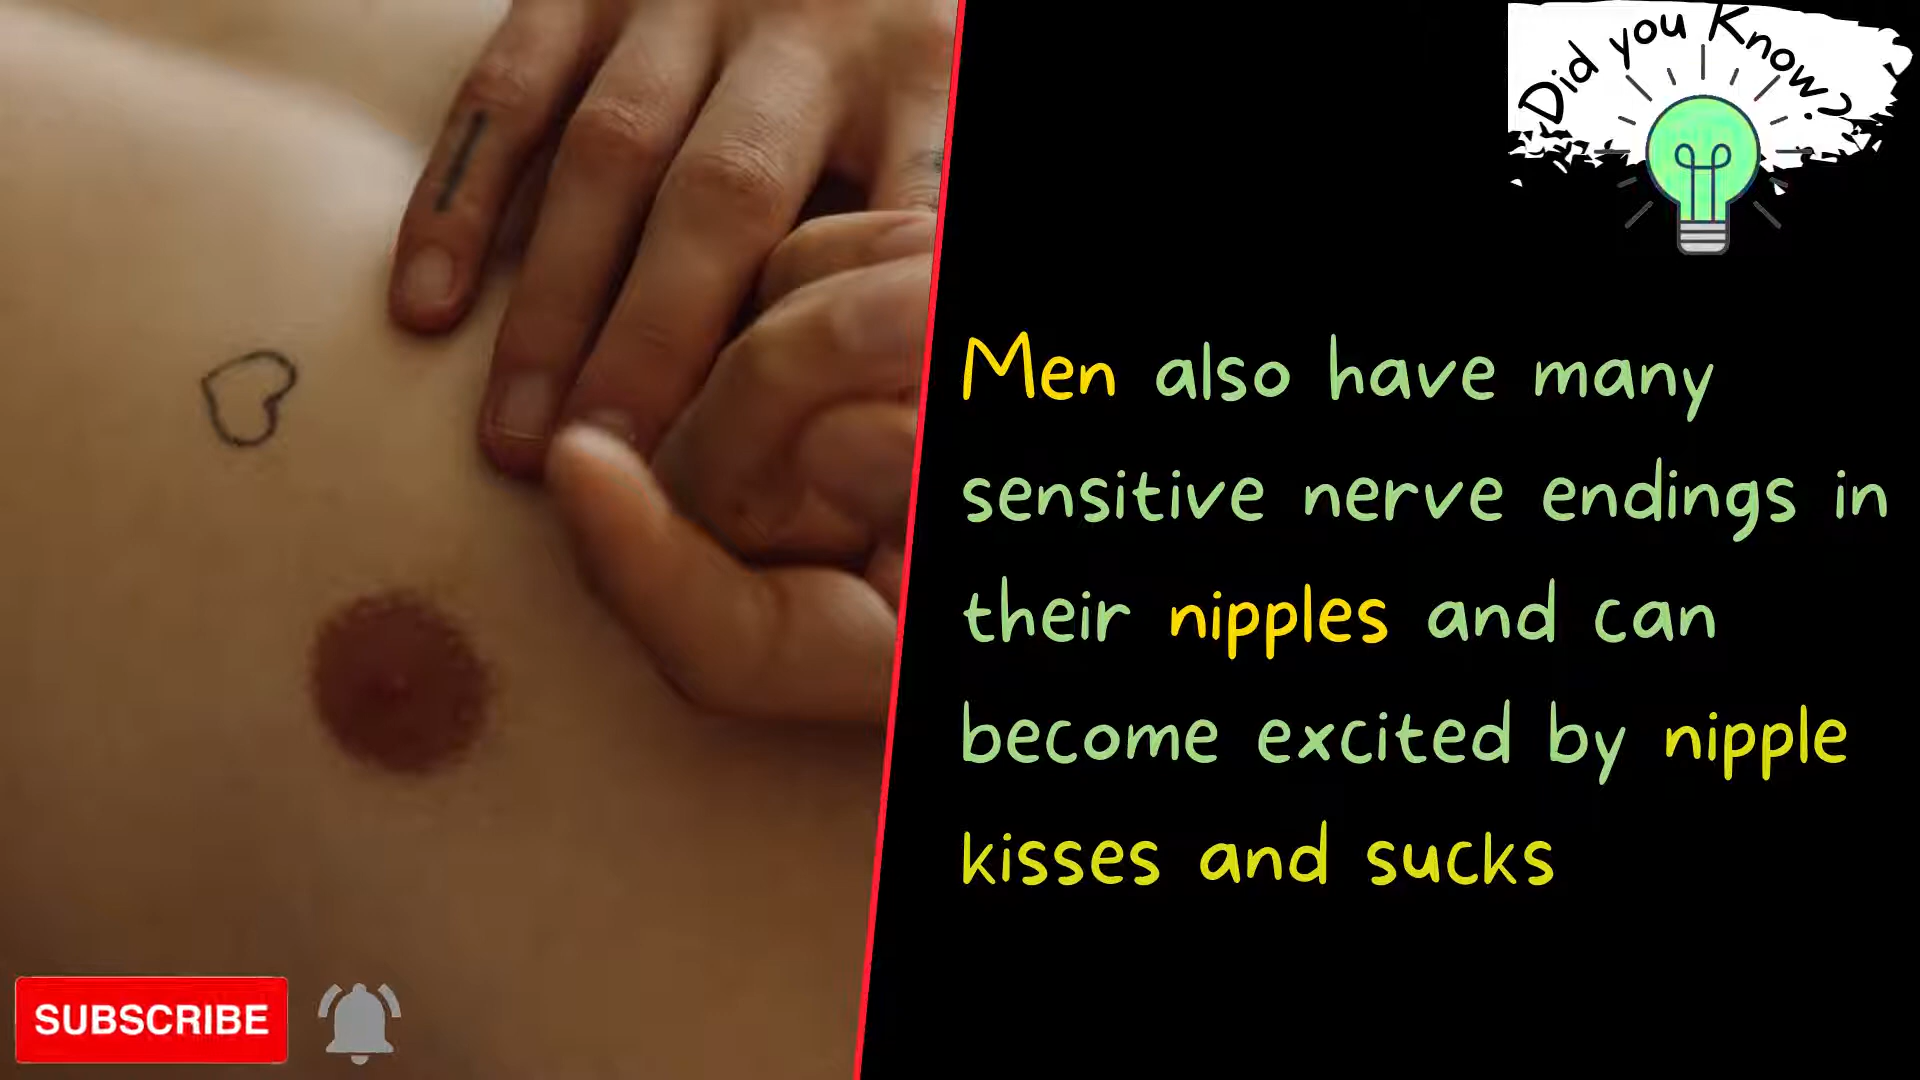 Did you Know?
Men also have many
sensitive nerve endings in
their nipples and can
become excited by nipple
kisses and sucks
SUBSCRIBE